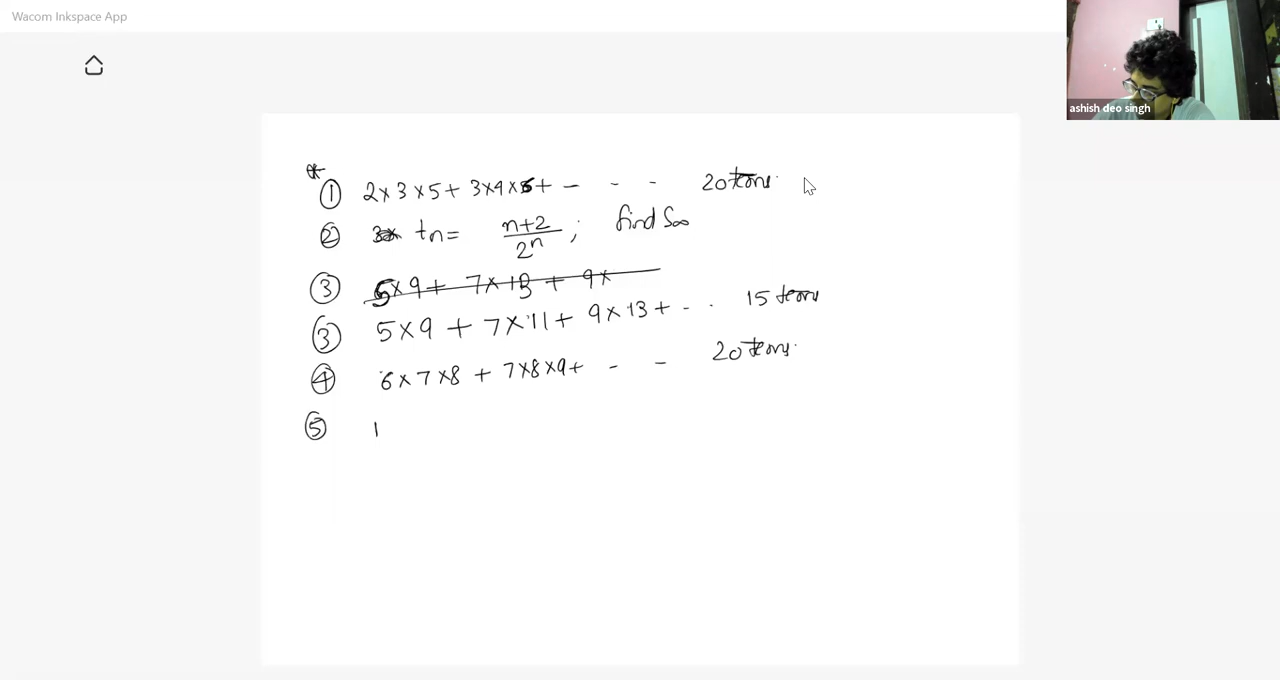 Wacom Inkspace App
ashish deo singh
① 2×3×5+ 3×4×6+ - - - 20 terms.
② tn = n+2/2^n ; find S∞
③ 5×9+ 7×13 + 9×
③ 5×9 + 7×11+ 9×13+ - . 15 terms
④ 6×7×8 + 7×8×9+ - - 20 terms.
⑤ 1